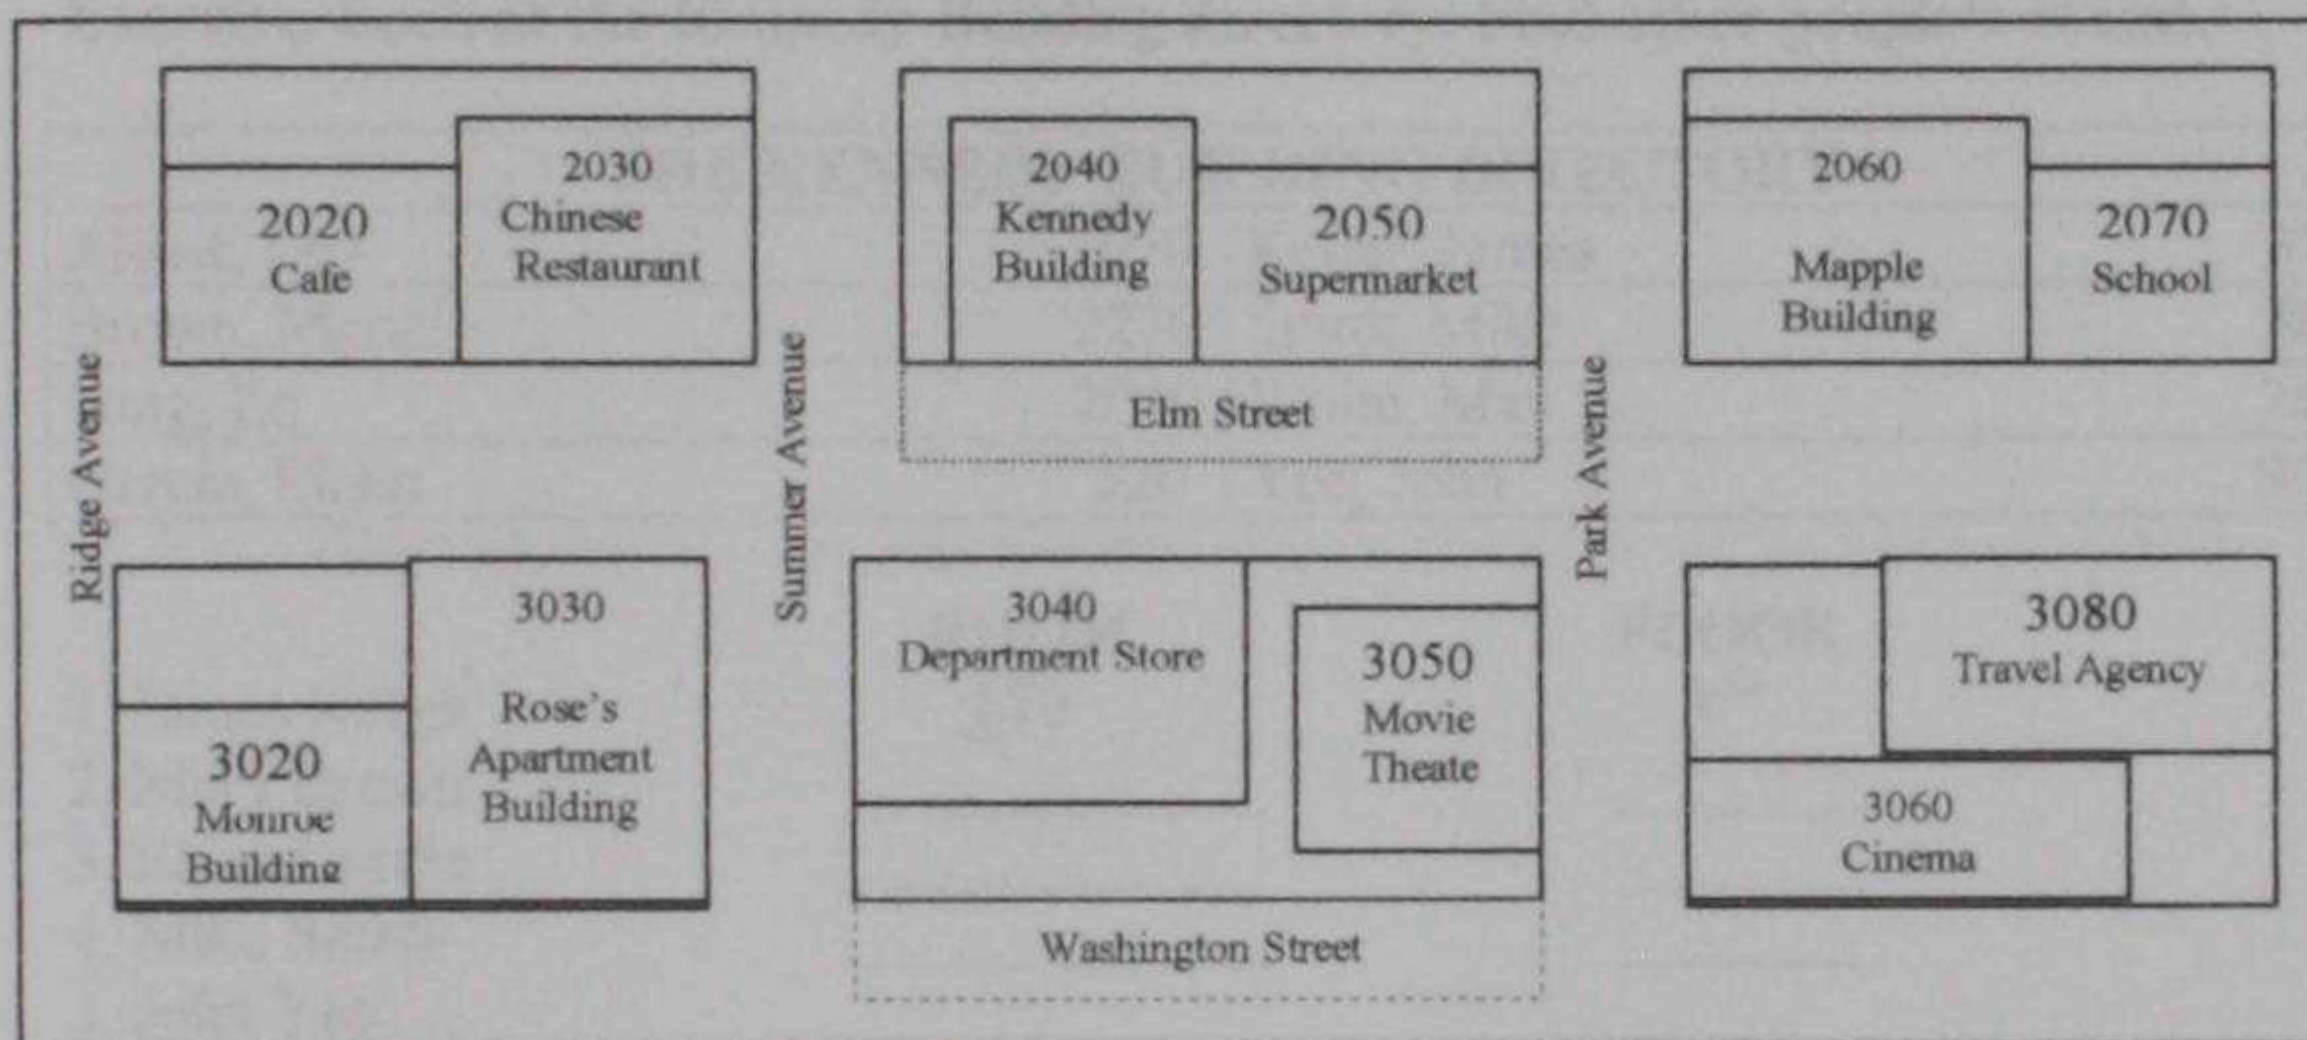 2020
Cafe
2030
Chinese
Restaurant
2040
Kennedy
Building
2050
Supermarket
2060
Mapple
Building
2070
School
Ridge Avenue
Summer Avenue
Elm Street
Park Avenue
3020
Monroe
Building
3030
Rose's
Apartment
Building
3040
Department Store
3050
Movie
Theate
3080
Travel Agency
3060
Cinema
Washington Street